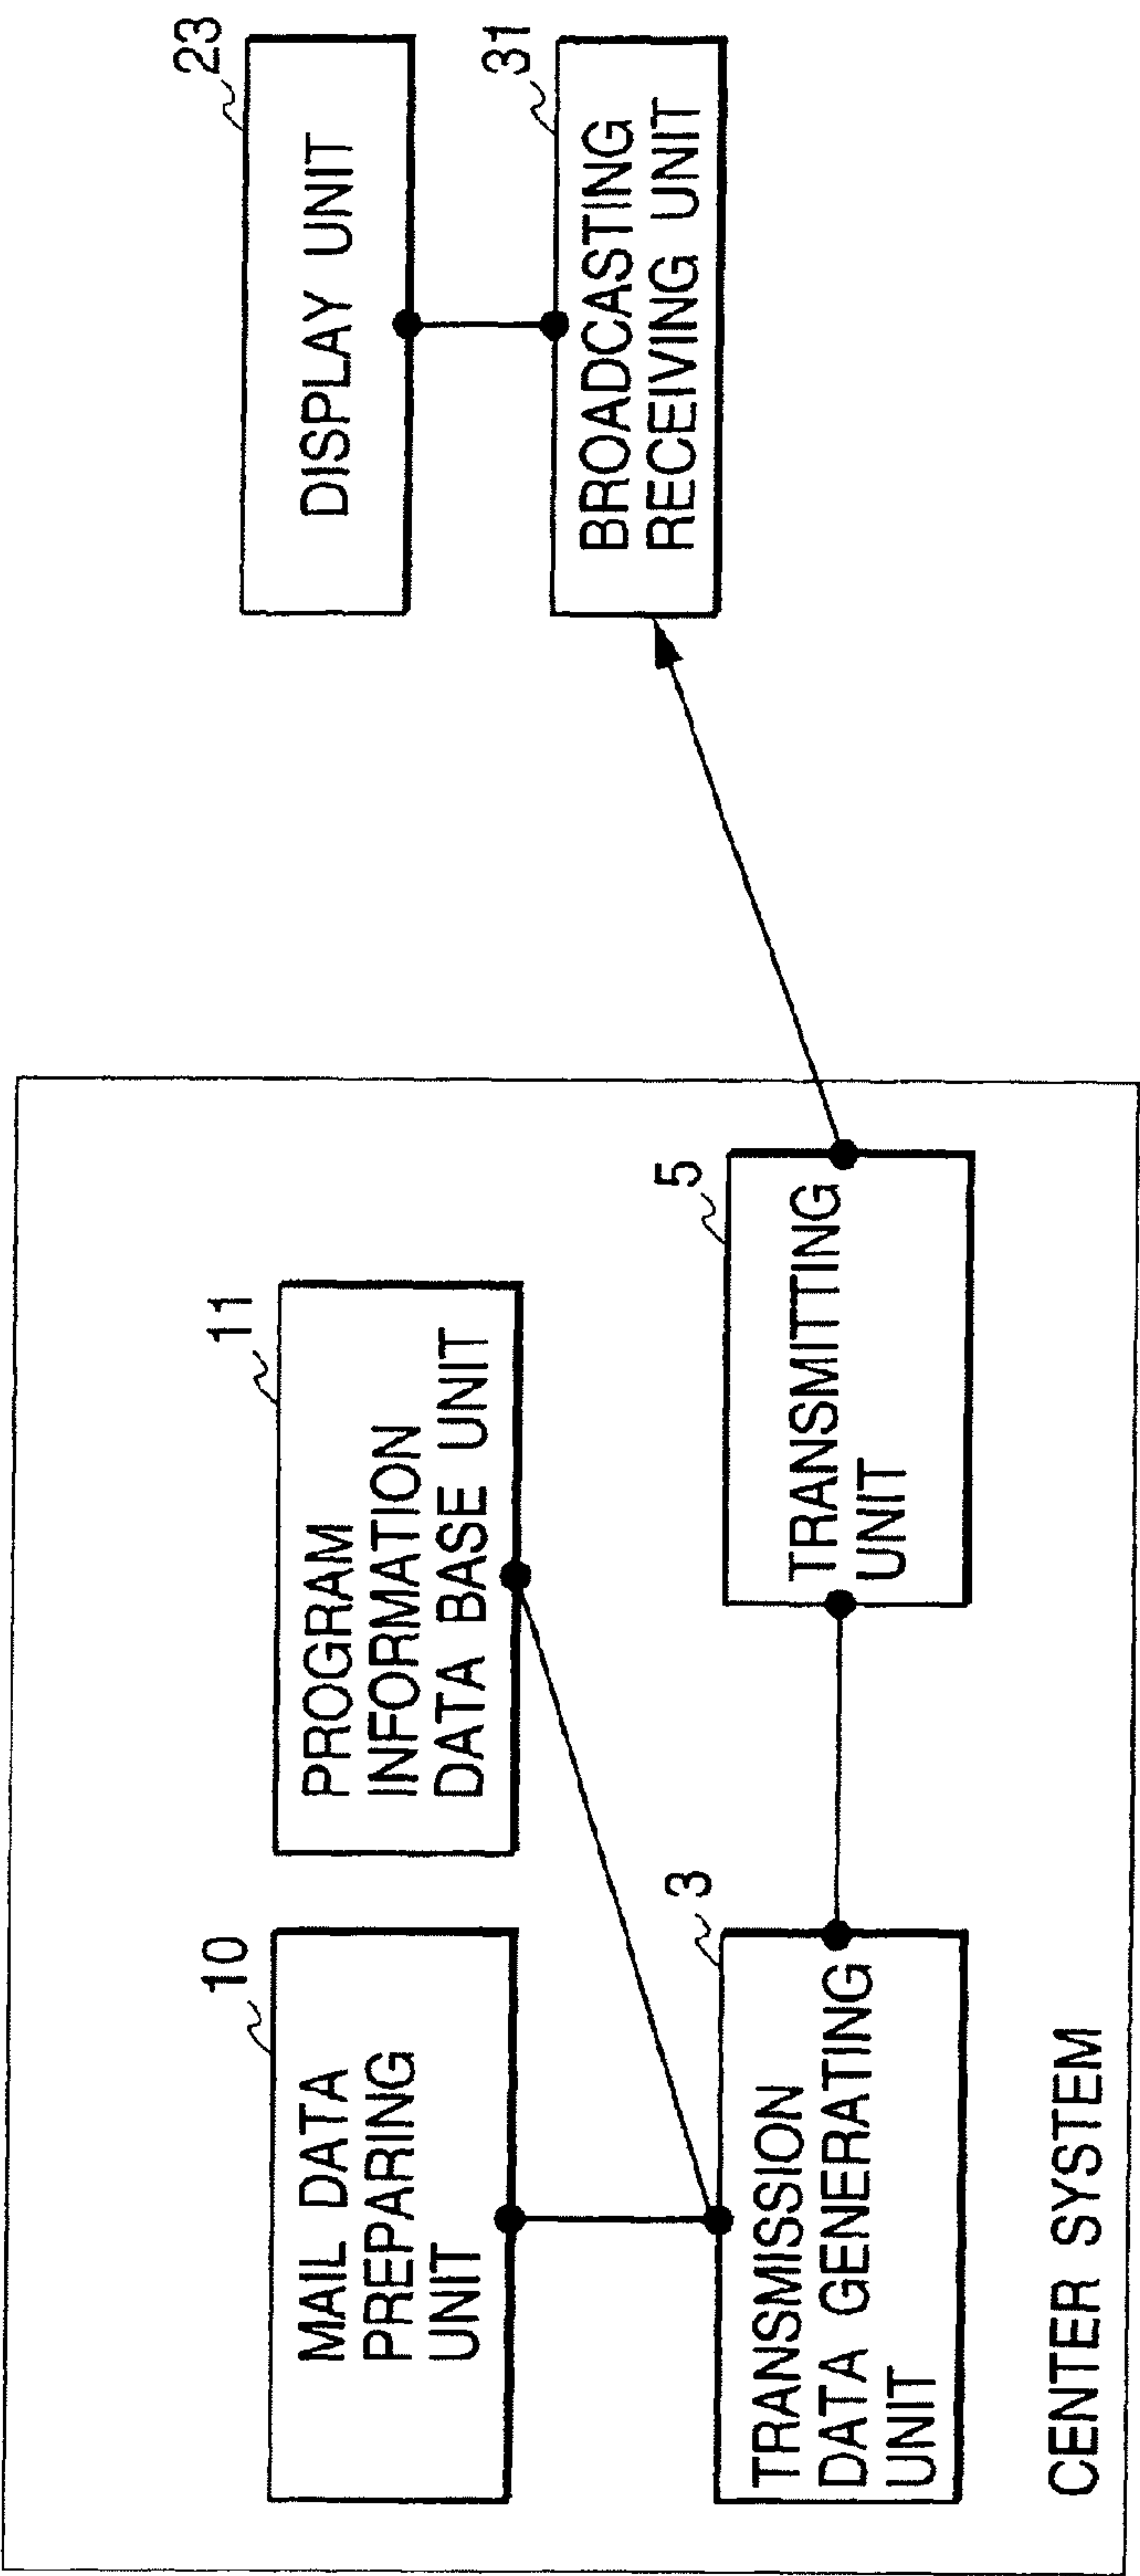 10
MAIL DATA
PREPARING
UNIT
11
PROGRAM
INFORMATION
DATA BASE UNIT
23
DISPLAY UNIT
3
TRANSMISSION
DATA GENERATING
UNIT
5
TRANSMITTING
UNIT
31
BROADCASTING
RECEIVING UNIT
CENTER SYSTEM